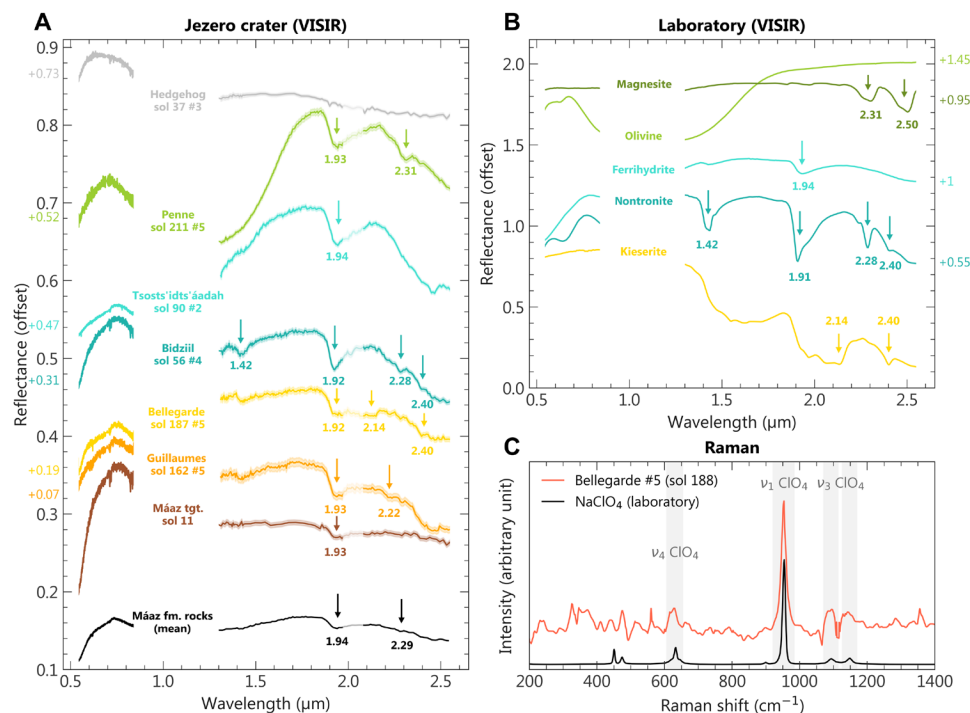 A
Jezero crater (VISIR)
Reflectance (offset)
0.9
0.8
0.7
0.6
0.5
0.4
0.3
0.2
0.1
+0.73
+0.52
+0.47
+0.31
+0.19
+0.07
Hedgehog
sol 37 #3
Penne
sol 211 #5
1.93
2.31
Tsosts'idts'áadah
sol 90 #2
1.94
Bidziil
sol 56 #4
1.42
1.92
2.28
2.40
Bellegarde
sol 187 #5
1.92
2.14
2.40
Guillaumes
sol 162 #5
1.93
2.22
Máaz tgt.
sol 11
1.93
Máaz fm. rocks
(mean)
1.94
2.29
0.5
1.0
1.5
2.0
2.5
Wavelength (μm)
B
Laboratory (VISIR)
Reflectance (offset)
2.0
1.5
1.0
0.5
0.0
+1.45
+0.95
+1
+0.55
Magnesite
2.31
2.50
Olivine
Ferrihydrite
1.94
Nontronite
1.42
1.91
2.28
2.40
Kieserite
2.14
2.40
0.5
1.0
1.5
2.0
2.5
Wavelength (μm)
C
Raman
Intensity (arbitrary unit)
Bellegarde #5 (sol 188)
NaClO₄ (laboratory)
ν₁ ClO₄
ν₃ ClO₄
ν₄ ClO₄
200
400
600
800
1000
1200
1400
Raman shift (cm⁻¹)